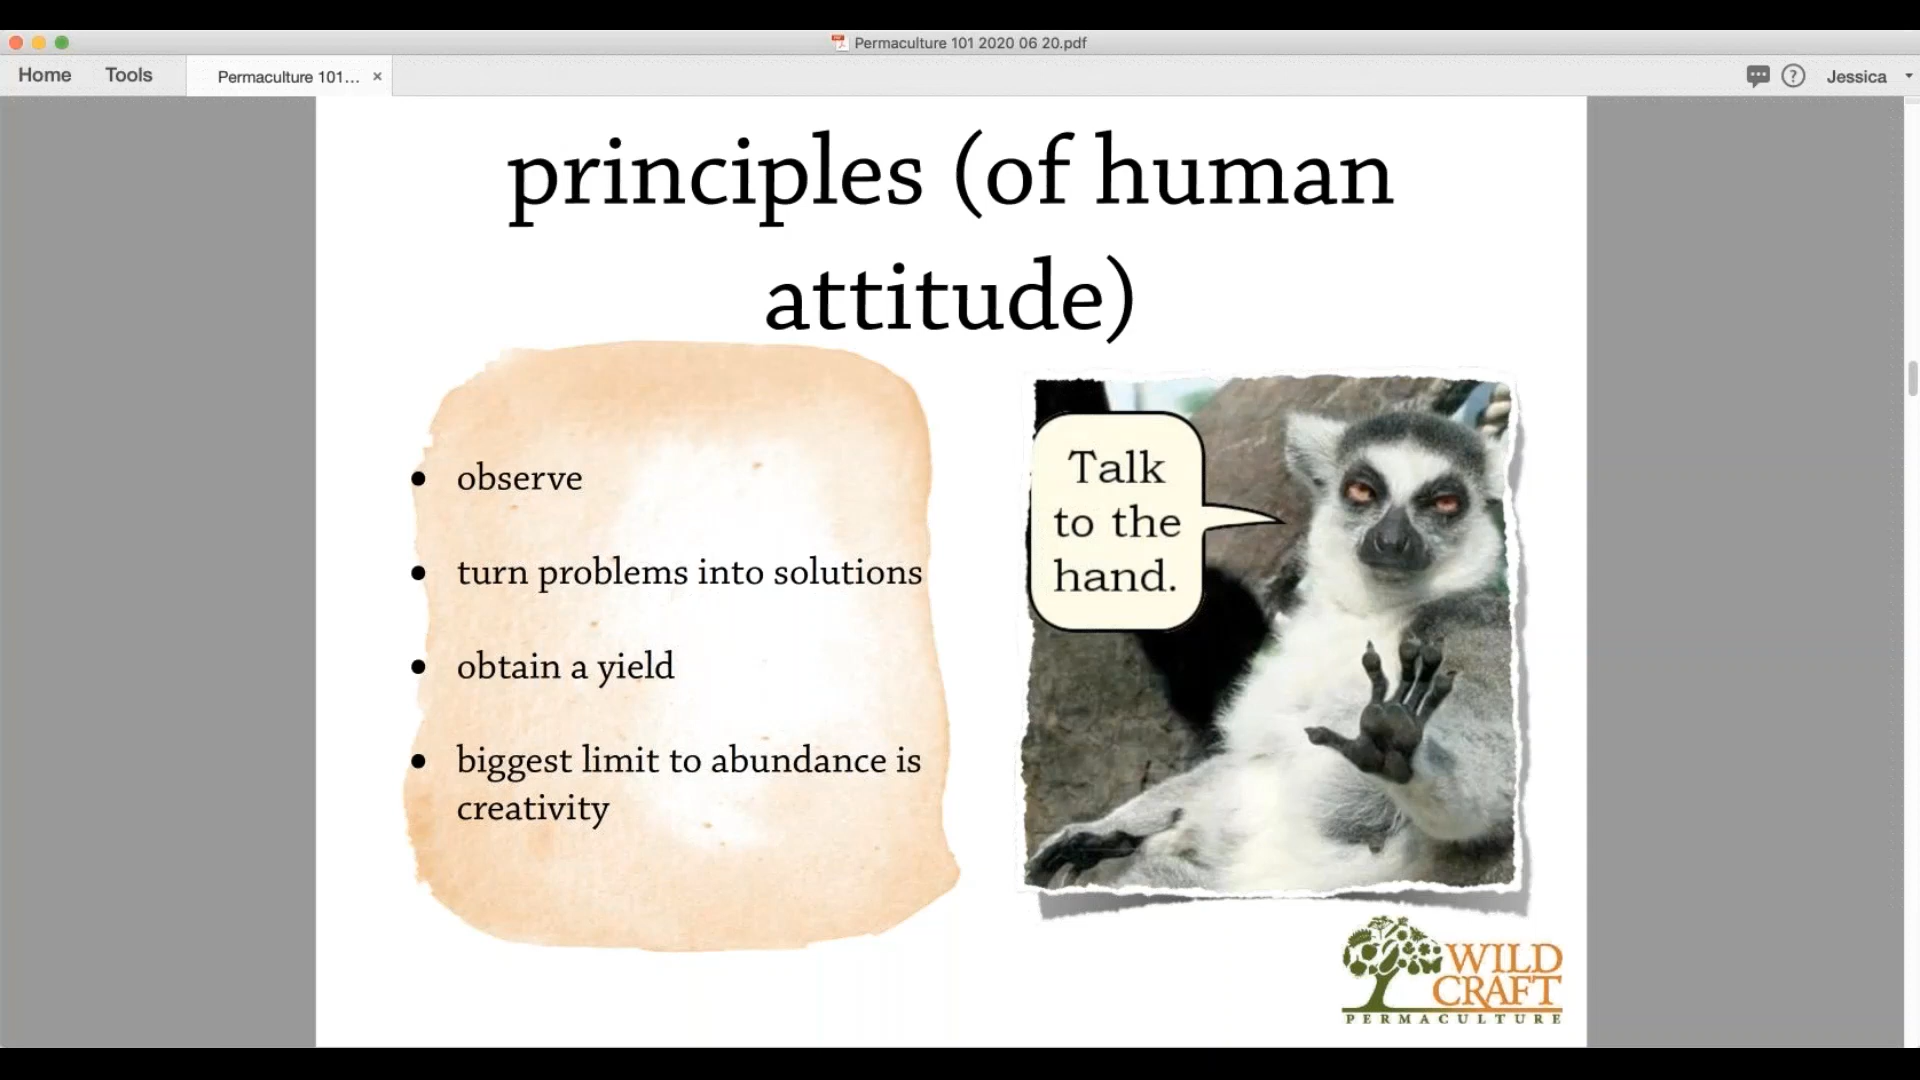 Permaculture 101 2020 06 20.pdf
Home Tools Permaculture 101... × ? Jessica
principles (of human
attitude)
• observe
• turn problems into solutions
• obtain a yield
• biggest limit to abundance is
creativity
Talk
to the
hand.
WILD
CRAFT
PERMACULTURE